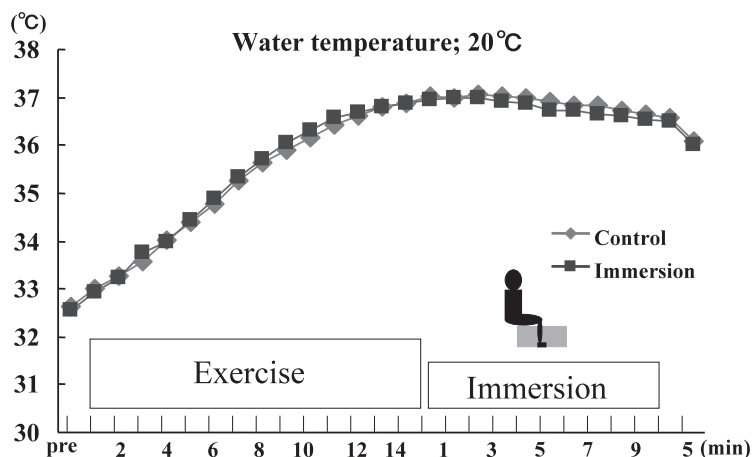 (℃)
Water temperature; 20℃
38
37
36
35
34
33
32
31
30
Control
Immersion
Exercise
Immersion
pre 2 4 6 8 10 12 14 1 3 5 7 9 5 (min)